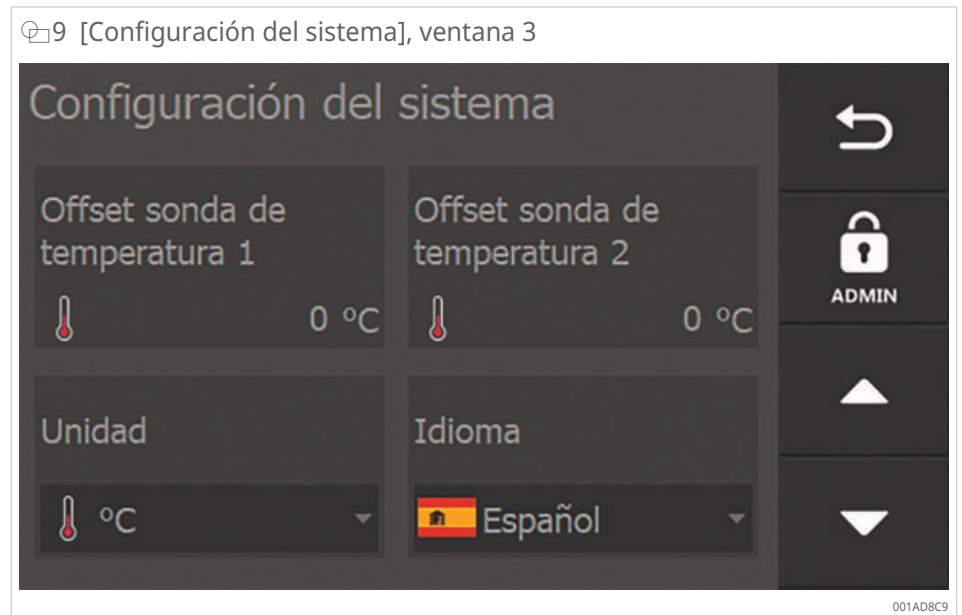 9 [Configuración del sistema], ventana 3
Configuración del sistema
Offset sonda de
temperatura 1
0 °C
Offset sonda de
temperatura 2
0 °C
Unidad
°C
Idioma
Español
ADMIN
001AD8C9